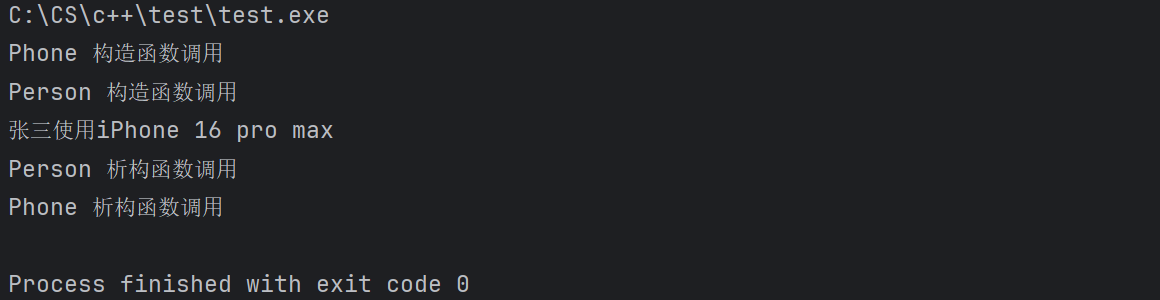 C:\CS\c++\test\test.exe
Phone 构造函数调用
Person 构造函数调用
张三使用iPhone 16 pro max
Person 析构函数调用
Phone 析构函数调用
Process finished with exit code 0